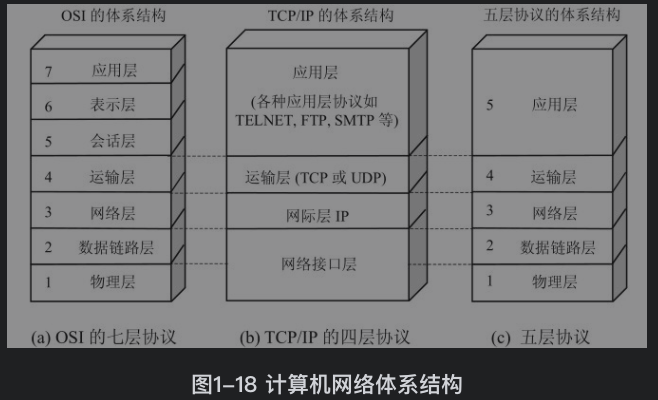 OSI 的体系结构
7 应用层
6 表示层
5 会话层
4 运输层
3 网络层
2 数据链路层
1 物理层
(a) OSI 的七层协议
TCP/IP 的体系结构
应用层
(各种应用层协议如
TELNET, FTP, SMTP 等)
运输层 (TCP 或 UDP)
网际层 IP
网络接口层
(b) TCP/IP 的四层协议
五层协议的体系结构
5 应用层
4 运输层
3 网络层
2 数据链路层
1 物理层
(c) 五层协议
图1-18 计算机网络体系结构